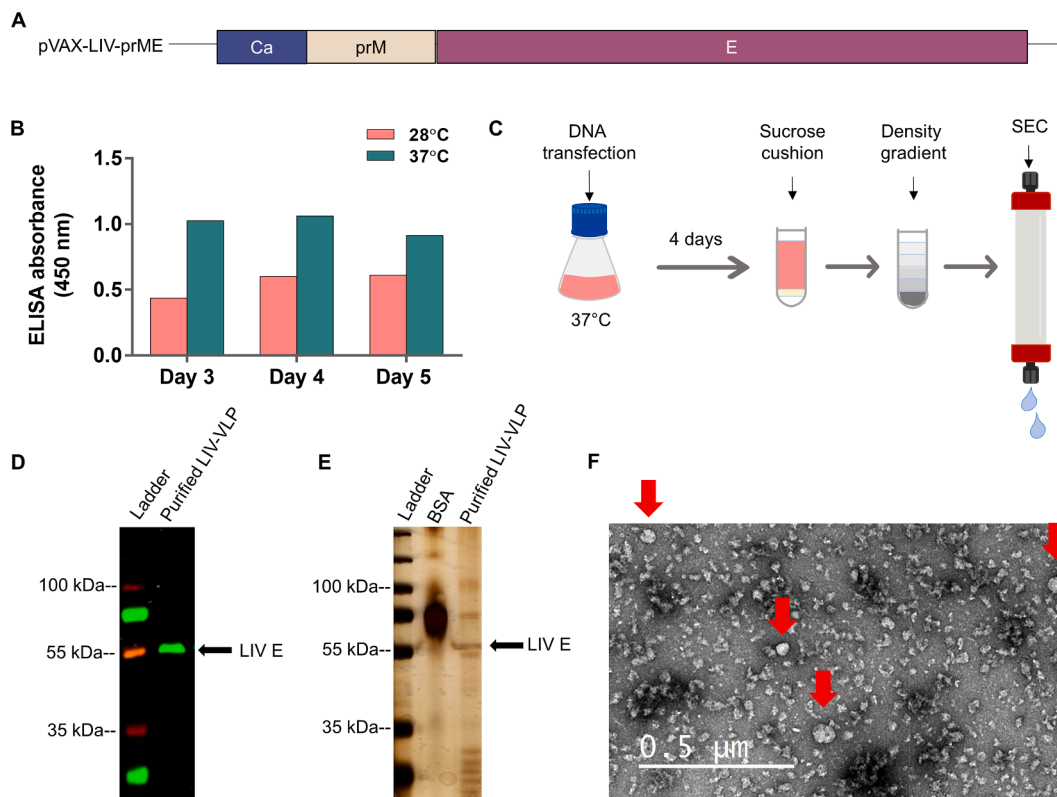 A
pVAX-LIV-prME
Ca
prM
E
B
28°C
37°C
ELISA absorbance
(450 nm)
1.5
1.0
0.5
0.0
Day 3
Day 4
Day 5
C
DNA
transfection
37°C
4 days
Sucrose
cushion
Density
gradient
SEC
D
Ladder
Purified LIV-VLP
100 kDa--
55 kDa--
35 kDa--
LIV E
E
Ladder
BSA
Purified LIV-VLP
100 kDa--
55 kDa--
35 kDa--
LIV E
F
0.5 µm